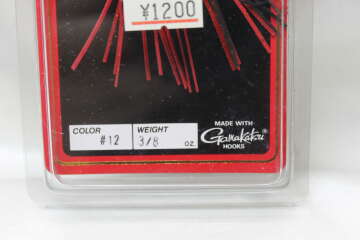 ¥1200
COLOR #12 WEIGHT 3/8 OZ.
MADE WITH
Gamakatsu
HOOKS